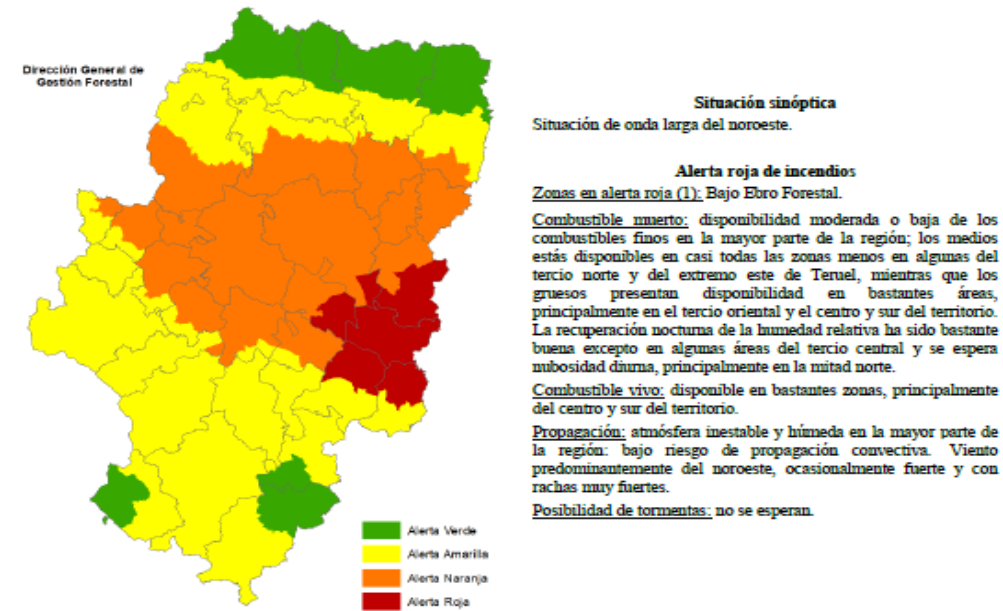 Dirección General de
Gestión Forestal
Alerta Verde
Alerta Amarilla
Alerta Naranja
Alerta Roja
Situación sinóptica
Situación de onda larga del noroeste.
Alerta roja de incendios
Zonas en alerta roja (1): Bajo Ebro Forestal.
Combustible muerto: disponibilidad moderada o baja de los
combustibles finos en la mayor parte de la región; los medios
estás disponibles en casi todas las zonas menos en algunas del
tercio norte y del extremo este de Teruel, mientras que los
gruesos presentan disponibilidad en bastantes áreas,
principalmente en el tercio oriental y el centro y sur del territorio.
La recuperación nocturna de la humedad relativa ha sido bastante
buena excepto en algunas áreas del tercio central y se espera
nubosidad diurna, principalmente en la mitad norte.
Combustible vivo: disponible en bastantes zonas, principalmente
del centro y sur del territorio.
Propagación: atmósfera inestable y húmeda en la mayor parte de
la región: bajo riesgo de propagación convectiva. Viento
predominantemente del noroeste, ocasionalmente fuerte y con
rachas muy fuertes.
Posibilidad de tormentas: no se esperan.